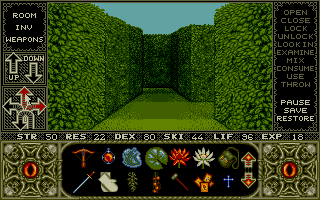 ROOM
INV
WEAPONS
UP
DOWN
OPEN
CLOSE
LOCK
UNLOCK
LOOK IN
EXAMINE
MIX
CONSUME
USE
THROW
PAUSE
SAVE
RESTORE
STR 50 RES 22 DEX 80 SKI 44 LIF 96 EXP 18